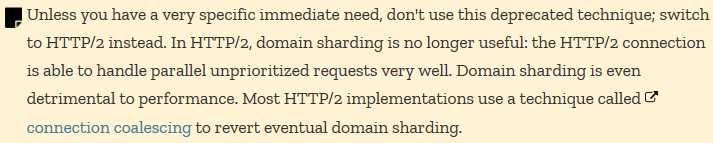 Unless you have a very specific immediate need, don't use this deprecated technique; switch
to HTTP/2 instead. In HTTP/2, domain sharding is no longer useful: the HTTP/2 connection
is able to handle parallel unprioritized requests very well. Domain sharding is even
detrimental to performance. Most HTTP/2 implementations use a technique called
connection coalescing to revert eventual domain sharding.